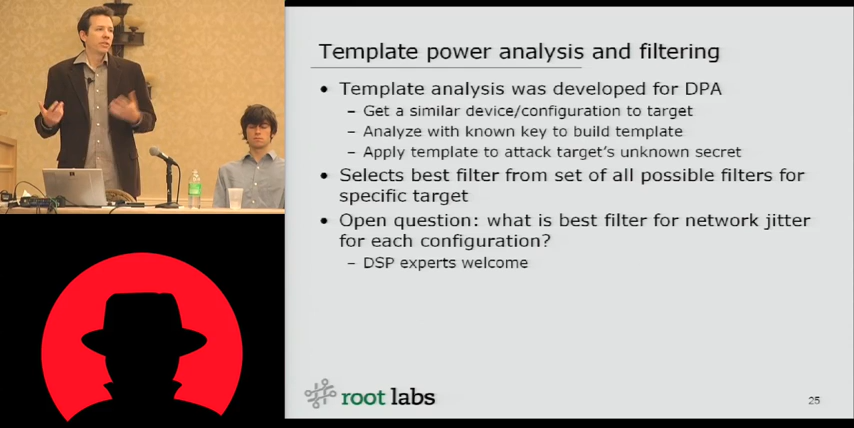 Template power analysis and filtering
• Template analysis was developed for DPA
– Get a similar device/configuration to target
– Analyze with known key to build template
– Apply template to attack target's unknown secret
• Selects best filter from set of all possible filters for
specific target
• Open question: what is best filter for network jitter
for each configuration?
– DSP experts welcome
root labs
25